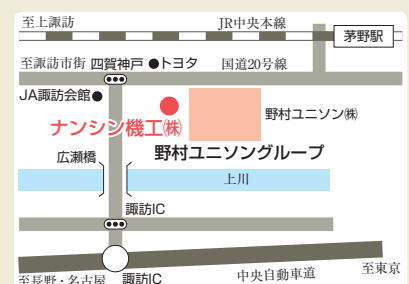 至上諏訪
JR中央本線
茅野駅
至諏訪市街
四賀神戸
●トヨタ
国道20号線
JA諏訪会館●
ナンシン機工㈱
野村ユニソン㈱
野村ユニソングループ
広瀬橋
上川
諏訪IC
至長野・名古屋
諏訪IC
中央自動車道
至東京